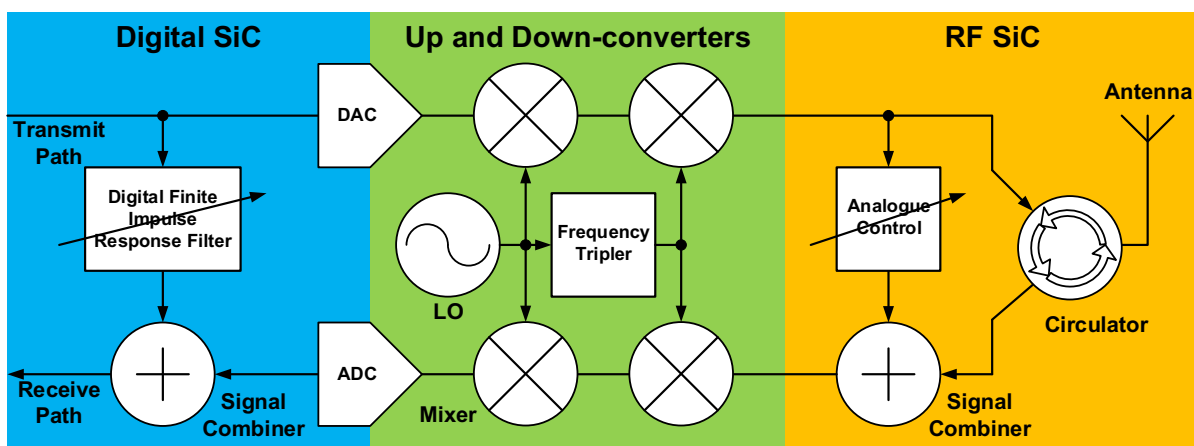 Digital SiC
Up and Down-converters
RF SiC
Antenna
DAC
Transmit
Path
Digital Finite
Impulse
Response Filter
Frequency
Tripler
Analogue
Control
LO
Circulator
ADC
Receive
Path
Signal
Combiner
Mixer
Signal
Combiner